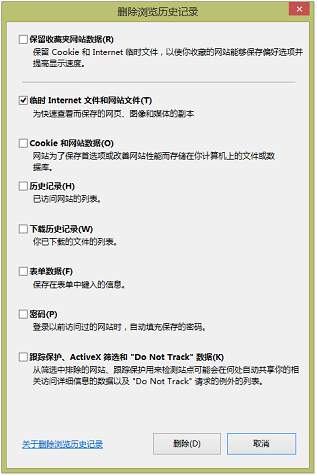 删除浏览历史记录
保留收藏夹网站数据(R)
保留 Cookie 和 Internet 临时文件，以使你收藏的网站能够保存偏好选项并
提高显示速度。
临时 Internet 文件和网站文件(T)
为快速查看而保存的网页、图像和媒体的副本
Cookie 和网站数据(O)
网站为了保存首选项或改善网站性能而存储在你计算机上的文件或数
据库。
历史记录(H)
已访问网站的列表。
下载历史记录(W)
你已下载的文件的列表。
表单数据(F)
保存在表单中键入的信息。
密码(P)
登录以前访问过的网站时，自动填充保存的密码。
跟踪保护、ActiveX 筛选和 "Do Not Track" 数据(K)
从筛选中排除的网站、跟踪保护用来检测站点可能会在何处自动共享你的相
关访问详细信息的数据以及 "Do Not Track" 请求的例外的列表。
关于删除浏览历史记录
删除(D)
取消